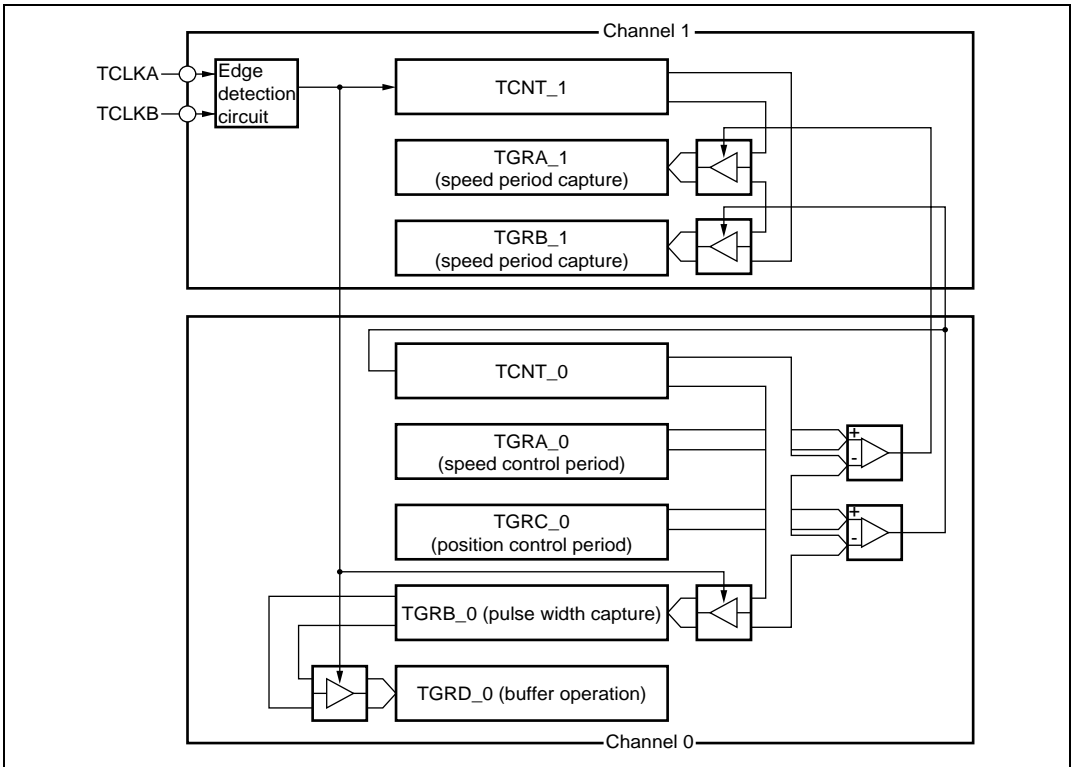 Channel 1
TCLKA
TCLKB
Edge
detection
circuit
TCNT_1
TGRA_1
(speed period capture)
TGRB_1
(speed period capture)
TCNT_0
TGRA_0
(speed control period)
+
-
TGRC_0
(position control period)
+
-
TGRB_0 (pulse width capture)
TGRD_0 (buffer operation)
Channel 0